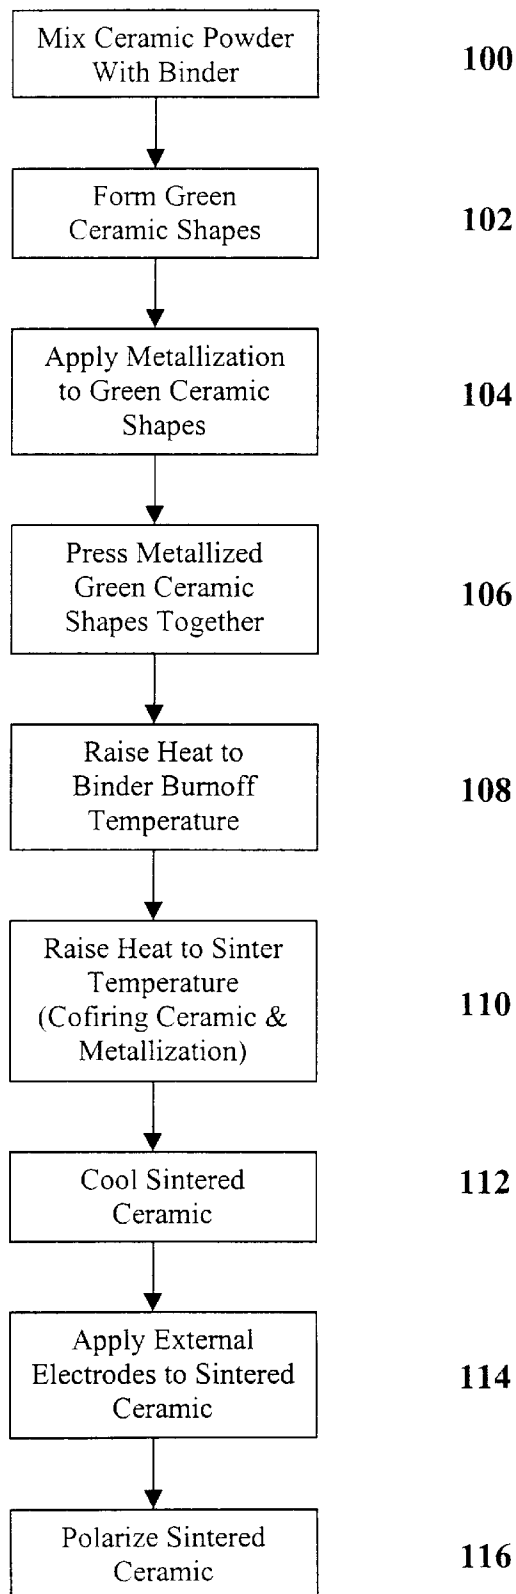 Mix Ceramic Powder
With Binder
100
Form Green
Ceramic Shapes
102
Apply Metallization
to Green Ceramic
Shapes
104
Press Metallized
Green Ceramic
Shapes Together
106
Raise Heat to
Binder Burnoff
Temperature
108
Raise Heat to Sinter
Temperature
(Cofiring Ceramic &
Metallization)
110
Cool Sintered
Ceramic
112
Apply External
Electrodes to Sintered
Ceramic
114
Polarize Sintered
Ceramic
116